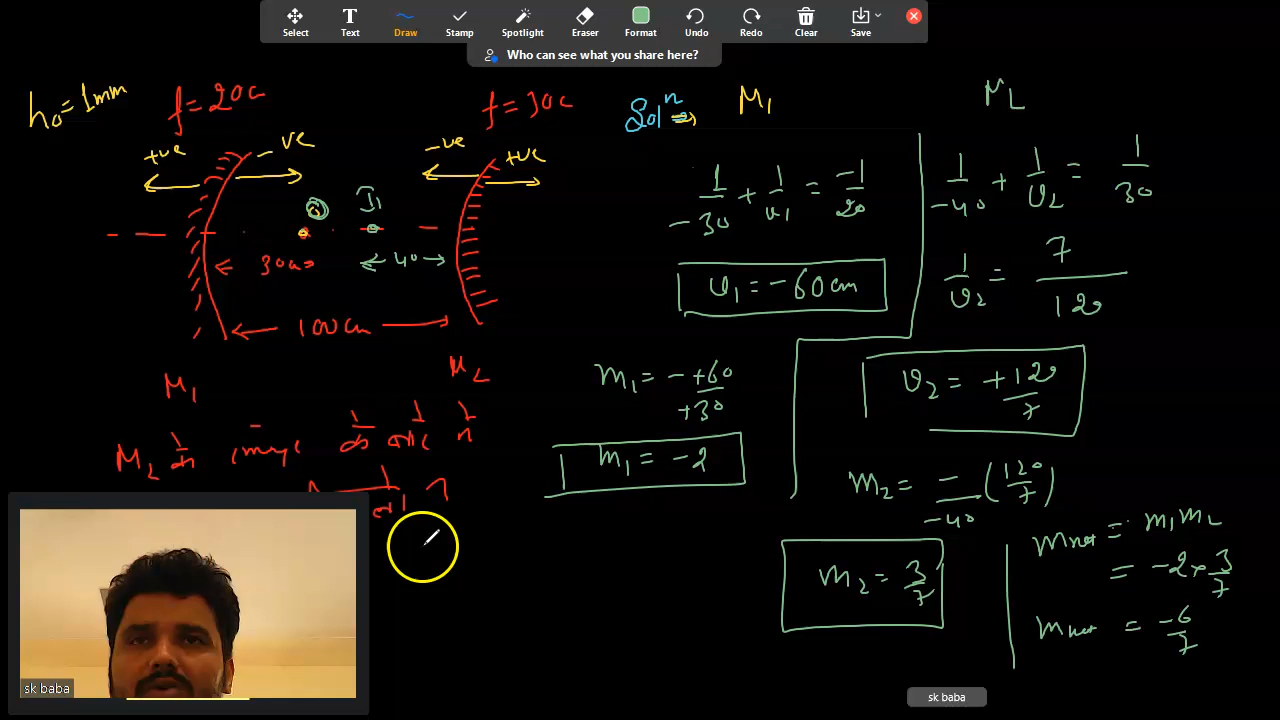 Select Text Draw Stamp Spotlight Eraser Format Undo Redo Clear Save
Who can see what you share here?
h₀ = 1mm
f = 20c
f = 30c
+ve
-ve
-ve
+ve
O
I₁
30cm
40
100cm
M₁
M₂
M₂
image
Solⁿ ⇒
M₁
1/-30 + 1/v₁ = -1/20
v₁ = -60cm
m₁ = - +60/+30
m₁ = -2
M₂
1/-40 + 1/v₂ = 1/30
1/v₂ = 7/120
v₂ = +120/7
m₂ = -/-40 (120/7)
m₂ = 3/7
mnet = m₁m₂
= -2 × 3/7
mnet = -6/7
sk baba
sk baba